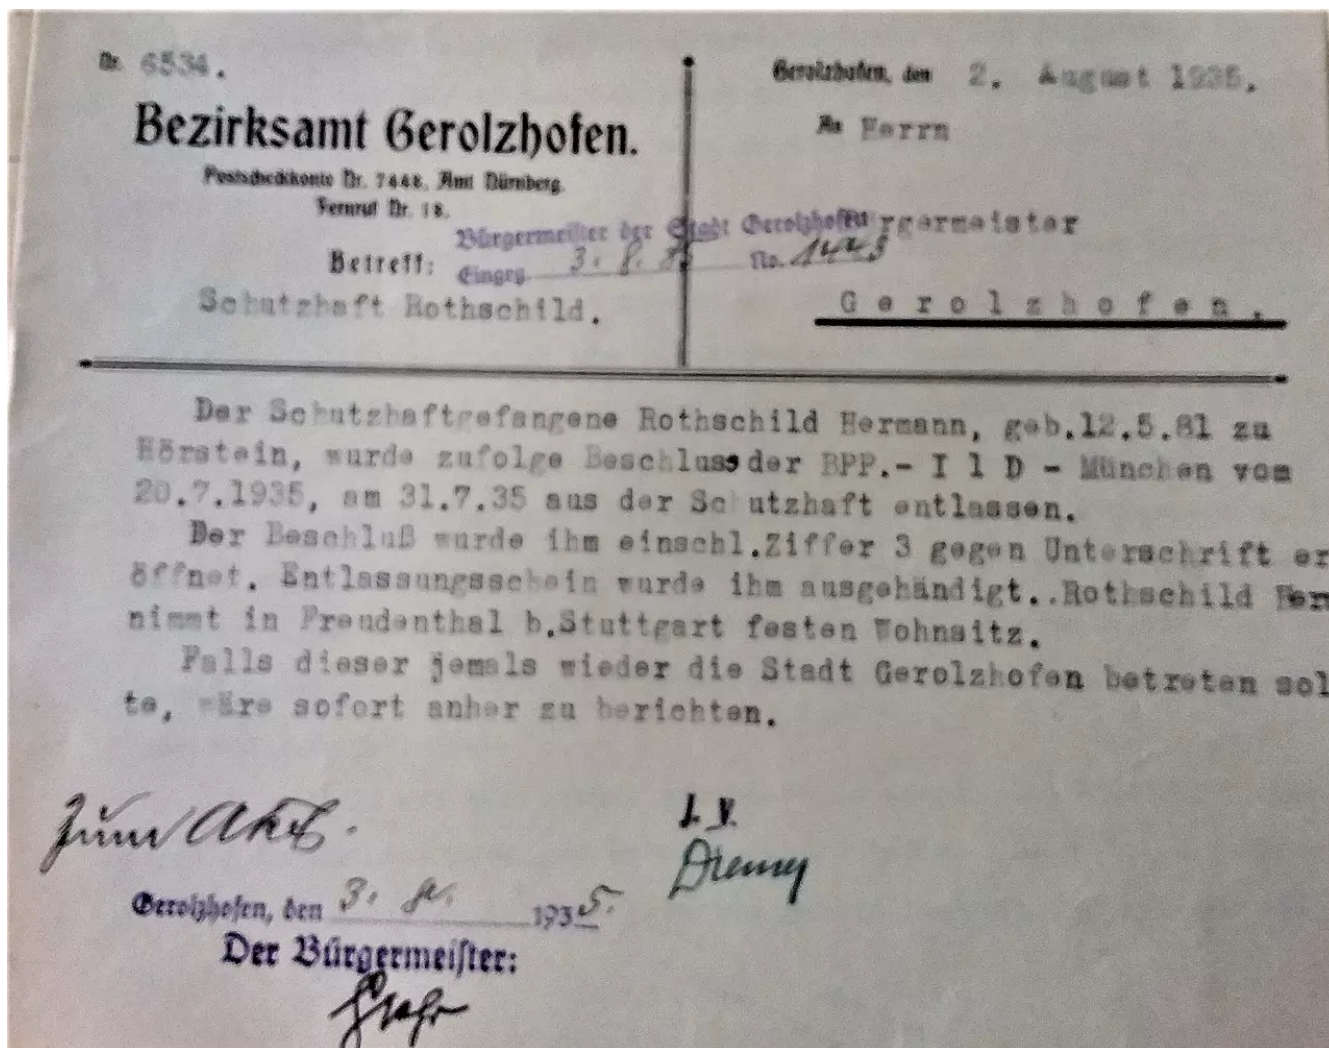 Nr. 6534.
Bezirksamt Gerolzhofen.
Postscheckkonto Nr. 7448, Amt Nürnberg.
Fernruf Nr. 18.
Betreff:
Schutzhaft Rothschild.
Gerolzhofen, den 2. August 1935.
An Herrn
rgermeister
Gerolzhofen.
Bürgermeister der Stadt Gerolzhofen
Eingeg. 3. 8. 35 No. 1443
Der Schutzhaftgefangene Rothschild Hermann, geb.12.5.81 zu
Hörstein, wurde zufolge Beschluss der BPP.- I 1 D - München vom
20.7.1935, am 31.7.35 aus der Schutzhaft entlassen.
Der Beschluß wurde ihm einschl.Ziffer 3 gegen Unterschrift er
öffnet. Entlassungsschein wurde ihm ausgehändigt..Rothschild Her
nimmt in Freudenthal b.Stuttgart festen Wohnsitz.
Falls dieser jemals wieder die Stadt Gerolzhofen betreten sol
te, wäre sofort anher zu berichten.
Zum Akt.
I. V.
Gerolzhofen, den 3. 8. 1935.
Der Bürgermeister: